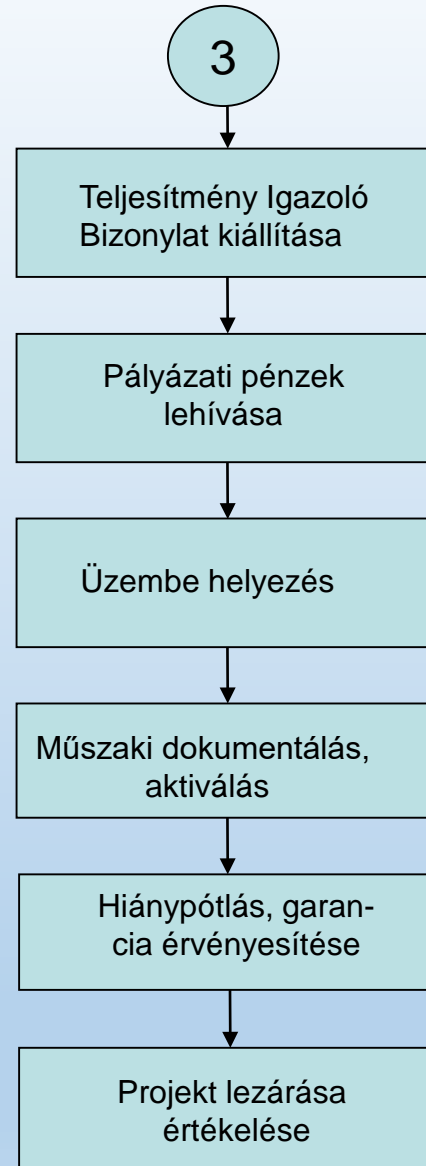 3
Teljesítmény Igazoló
Bizonylat kiállítása
Pályázati pénzek
lehívása
Üzembe helyezés
Műszaki dokumentálás,
aktiválás
Hiánypótlás, garan-
cia érvényesítése
Projekt lezárása
értékelése